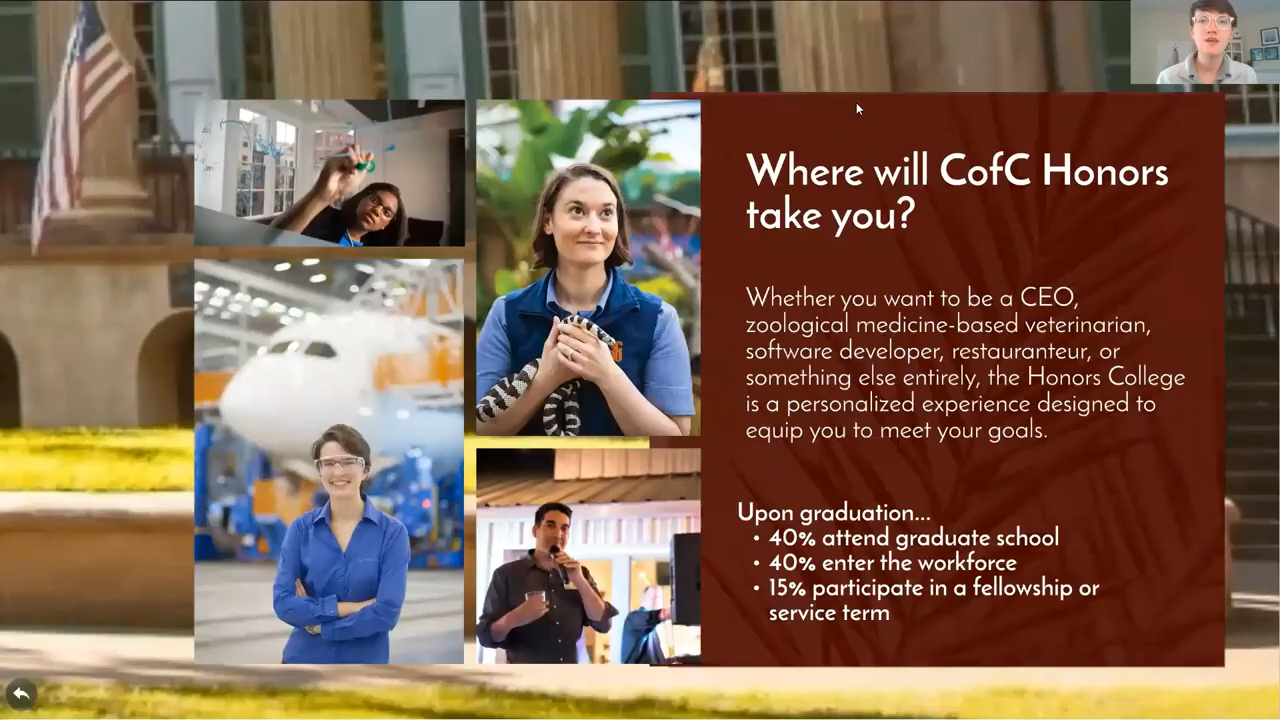 Where will CofC Honors
take you?
Whether you want to be a CEO,
zoological medicine-based veterinarian,
software developer, restauranteur, or
something else entirely, the Honors College
is a personalized experience designed to
equip you to meet your goals.
Upon graduation...
• 40% attend graduate school
• 40% enter the workforce
• 15% participate in a fellowship or
service term